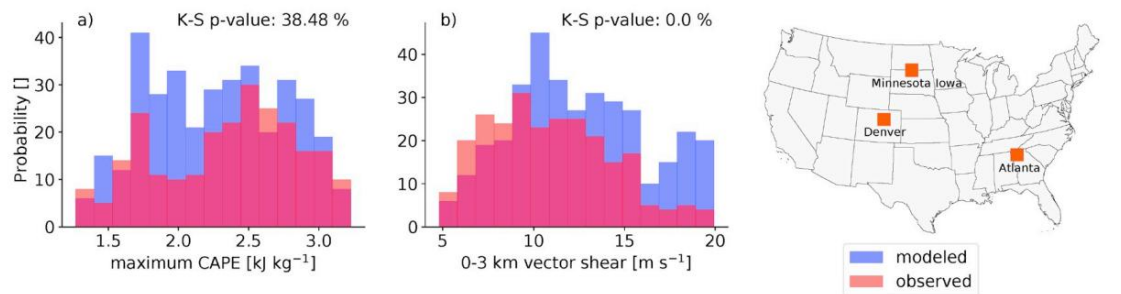 a) K-S p-value: 38.48 %
Probability []
40
30
20
10
0
1.5 2.0 2.5 3.0
maximum CAPE [kJ kg⁻¹]
b) K-S p-value: 0.0 %
40
30
20
10
0
5 10 15 20
0-3 km vector shear [m s⁻¹]
Minnesota Iowa
Denver
Atlanta
modeled
observed